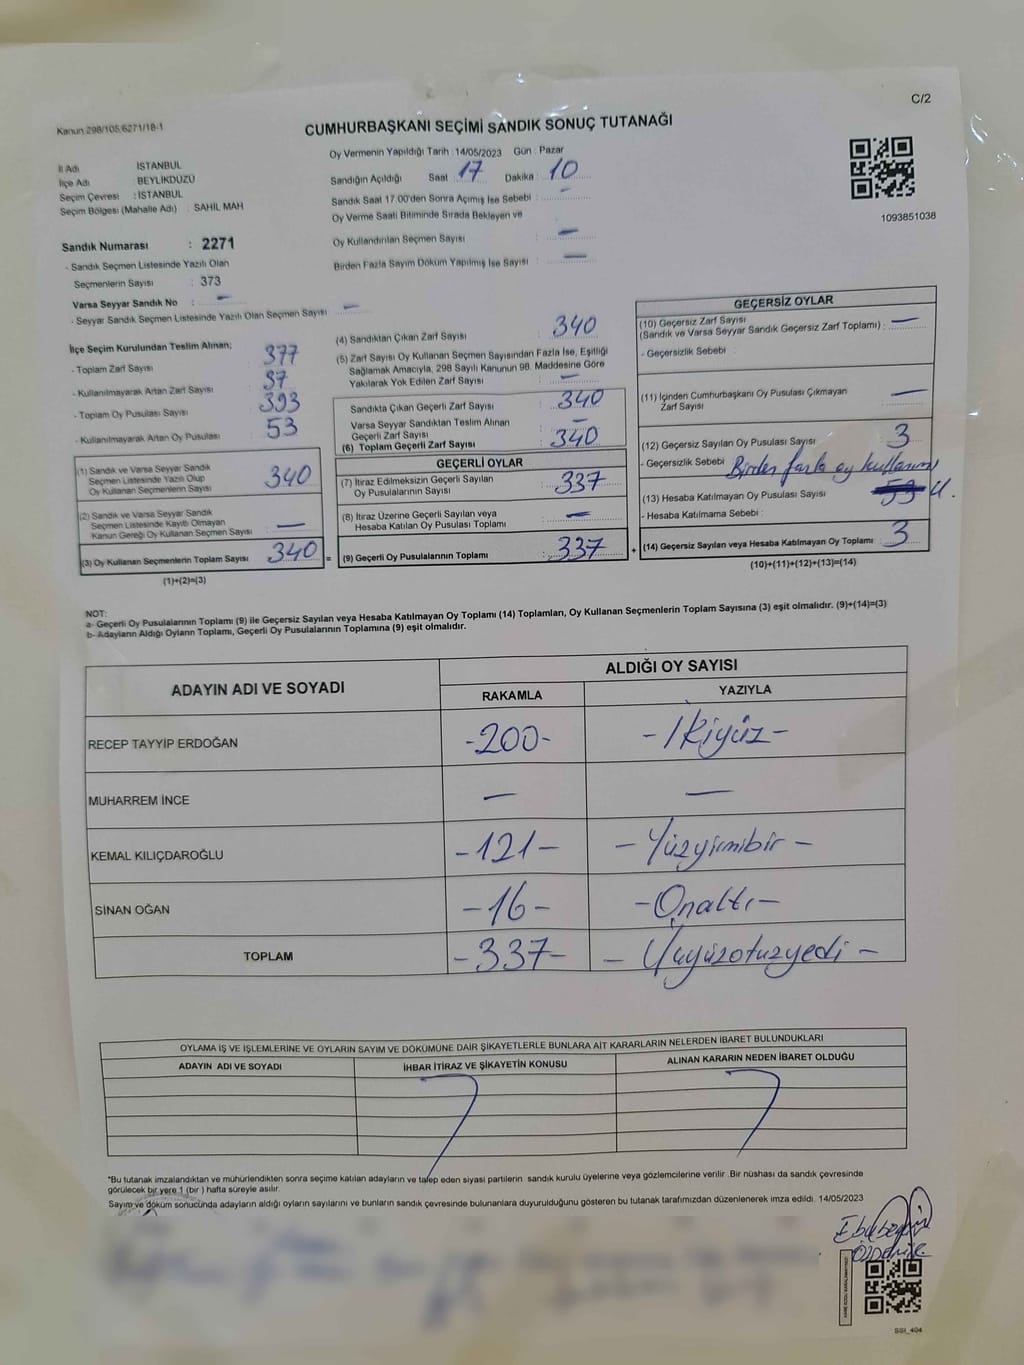 C/2
Kanun 298/105,6271/18-1
CUMHURBAŞKANI SEÇİMİ SANDIK SONUÇ TUTANAĞI
İl Adı İSTANBUL
İlçe Adı BEYLİKDÜZÜ
Seçim Çevresi : İSTANBUL
Seçim Bölgesi (Mahalle Adı) : SAHİL MAH
Oy Vermenin Yapıldığı Tarih : 14/05/2023 Gün : Pazar
Sandığın Açıldığı Saat 17 Dakika : 10
Sandık Saat 17.00'den Sonra Açımış İse Sebebi : -
Oy Verme Saati Bitiminde Sırada Bekleyen ve
Oy Kullandırılan Seçmen Sayısı : -
Birden Fazla Sayım Döküm Yapılmış İse Sayısı : -
1093851038
Sandık Numarası : 2271
- Sandık Seçmen Listesinde Yazılı Olan
Seçmenlerin Sayısı : 373
Varsa Seyyar Sandık No : -
- Seyyar Sandık Seçmen Listesinde Yazılı Olan Seçmen Sayısı : -
İlçe Seçim Kurulundan Teslim Alınan;
- Toplam Zarf Sayısı : 377
- Kullanılmayarak Artan Zarf Sayısı : 37
- Toplam Oy Pusulası Sayısı : 393
- Kullanılmayarak Artan Oy Pusulası : 53
(1) Sandık ve Varsa Seyyar Sandık
Seçmen Listesinde Yazılı Olup
Oy Kullanan Seçmenlerin Sayısı : 340
(2) Sandık ve Varsa Seyyar Sandık
Seçmen Listesinde Kayıtlı Olmayan
Kanun Gereği Oy Kullanan Seçmen Sayısı : -
(3) Oy Kullanan Seçmenlerin Toplam Sayısı : 340 =
(1)+(2)=(3)
(4) Sandıktan Çıkan Zarf Sayısı : 340
(5) Zarf Sayısı Oy Kullanan Seçmen Sayısından Fazla İse, Eşitliği
Sağlamak Amacıyla, 298 Sayılı Kanunun 98. Maddesine Göre
Yakılarak Yok Edilen Zarf Sayısı : -
Sandıkta Çıkan Geçerli Zarf Sayısı : 340
Varsa Seyyar Sandıktan Teslim Alınan
Geçerli Zarf Sayısı : -
(6) Toplam Geçerli Zarf Sayısı : 340
GEÇERLİ OYLAR
(7) İtiraz Edilmeksizin Geçerli Sayılan
Oy Pusulalarının Sayısı : 337
(8) İtiraz Üzerine Geçerli Sayılan veya
Hesaba Katılan Oy Pusulası Toplamı : -
(9) Geçerli Oy Pusulalarının Toplamı : 337 +
GEÇERSİZ OYLAR
(10) Geçersiz Zarf Sayısı
(Sandık ve Varsa Seyyar Sandık Geçersiz Zarf Toplamı) : -
- Geçersizlik Sebebi :
(11) İçinden Cumhurbaşkanı Oy Pusulası Çıkmayan
Zarf Sayısı : -
(12) Geçersiz Sayılan Oy Pusulası Sayısı : 3
- Geçersizlik Sebebi : Birden fazla oy kullanımı
(13) Hesaba Katılmayan Oy Pusulası Sayısı : 53
- Hesaba Katılmama Sebebi :
(14) Geçersiz Sayılan veya Hesaba Katılmayan Oy Toplamı : 3
(10)+(11)+(12)+(13)=(14)
NOT:
a- Geçerli Oy Pusulalarının Toplamı (9) ile Geçersiz Sayılan veya Hesaba Katılmayan Oy Toplamı (14) Toplamları, Oy Kullanan Seçmenlerin Toplam Sayısına (3) eşit olmalıdır. (9)+(14)=(3)
b- Adayların Aldığı Oyların Toplamı, Geçerli Oy Pusulalarının Toplamına (9) eşit olmalıdır.
ADAYIN ADI VE SOYADI ALDIĞI OY SAYISI
RAKAMLA YAZIYLA
RECEP TAYYİP ERDOĞAN -200- -İkiyüz-
MUHARREM İNCE - -
KEMAL KILIÇDAROĞLU -121- -Yüzyirmibir-
SİNAN OĞAN -16- -Onaltı-
TOPLAM -337- -Üçyüzotuzyedi-
OYLAMA İŞ VE İŞLEMLERİNE VE OYLARIN SAYIM VE DÖKÜMÜNE DAİR ŞİKAYETLERLE BUNLARA AİT KARARLARIN NELERDEN İBARET BULUNDUKLARI
ADAYIN ADI VE SOYADI İHBAR İTİRAZ VE ŞİKAYETİN KONUSU ALINAN KARARIN NEDEN İBARET OLDUĞU
*Bu tutanak imzalandıktan ve mühürlendikten sonra seçime katılan adayların ve talep eden siyasi partilerin sandık kurulu üyelerine veya gözlemcilerine verilir .Bir nüshası da sandık çevresinde
görülecek bir yere 1 (bir ) hafta süreyle asılır.
Sayım ve döküm sonucunda adayların aldığı oyların sayılarını ve bunların sandık çevresinde bulunanlara duyurulduğunu gösteren bu tutanak tarafımızdan düzenlenerek imza edildi. 14/05/2023
SSI_404